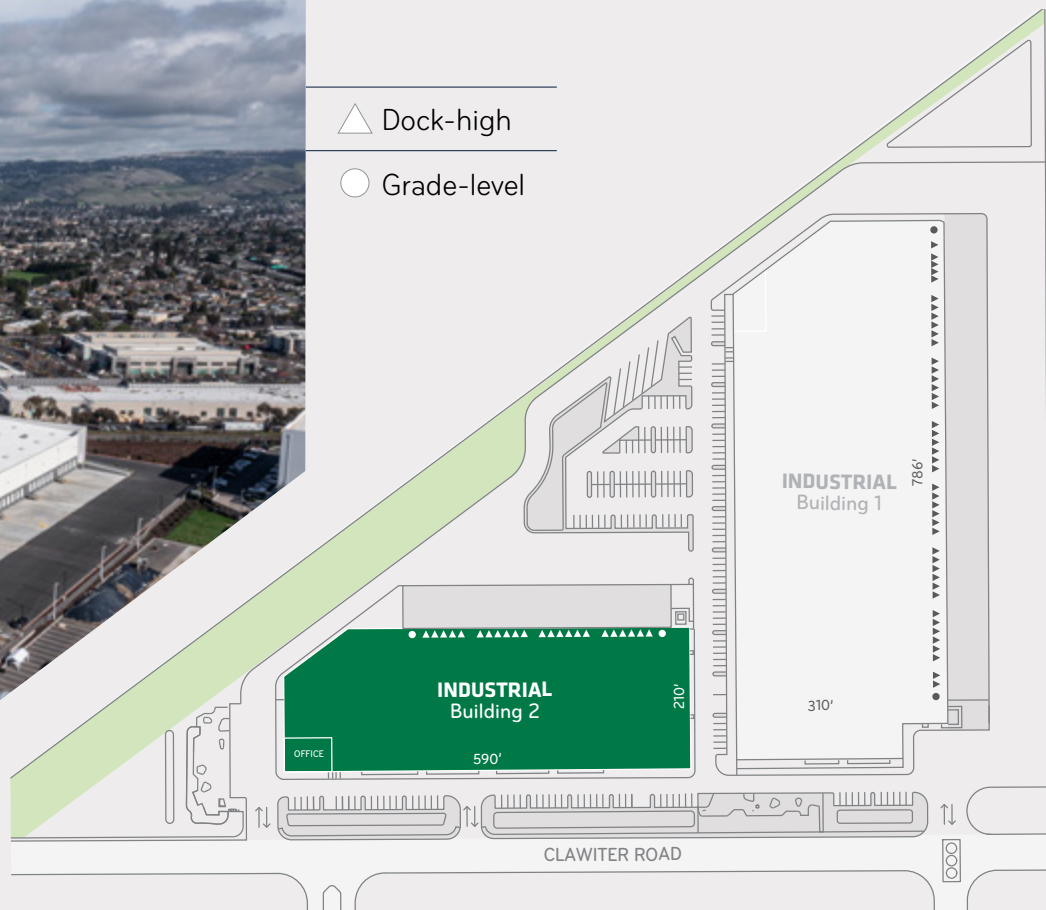 Dock-high
Grade-level
INDUSTRIAL
Building 1
786'
310'
INDUSTRIAL
Building 2
210'
OFFICE
590'
CLAWITER ROAD